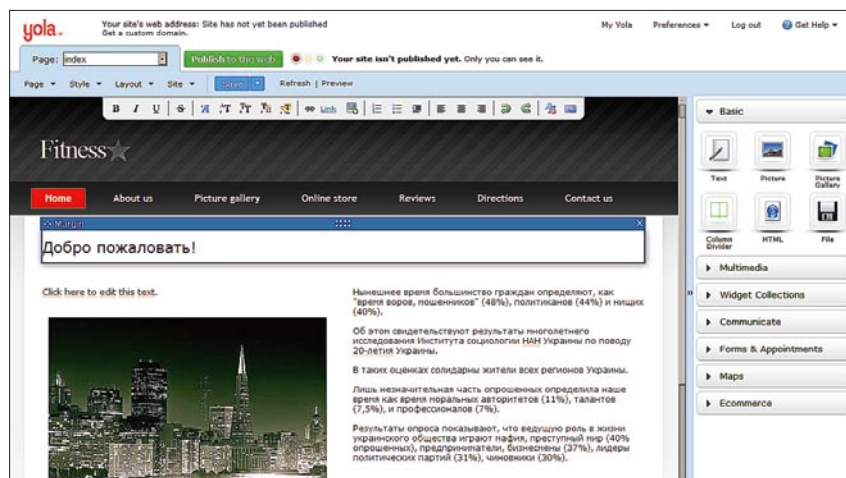 yola
Your site's web address: Site has not yet been published
Get a custom domain.
My Yola Preferences Log out Get Help
Page: index Publish to the web Your site isn't published yet. Only you can see it.
Page Style Layout Site Save Refresh | Preview
B I U S Link
Fitness
Home About us Picture gallery Online store Reviews Directions Contact us
Margin X
Добро пожаловать!
Click here to edit this text.
Нынешнее время большинство граждан определяют, как
"время воров, мошенников" (48%), политиканов (44%) и нищих
(40%).
Об этом свидетельствуют результаты многолетнего
исследования Института социологии НАН Украины по поводу
20-летия Украины.
В таких оценках солидарны жители всех регионов Украины.
Лишь незначительная часть опрошенных определила наше
время как время моральных авторитетов (11%), талантов
(7,5%), и профессионалов (7%).
Результаты опроса показывают, что ведущую роль в жизни
украинского общества играют мафия, преступный мир (40%
опрошенных), предприниматели, бизнесмены (37%), лидеры
политических партий (31%), чиновники (30%).
Basic
Text Picture Picture
Gallery
Column
Divider HTML File
Multimedia
Widget Collections
Communicate
Forms & Appointments
Maps
Ecommerce